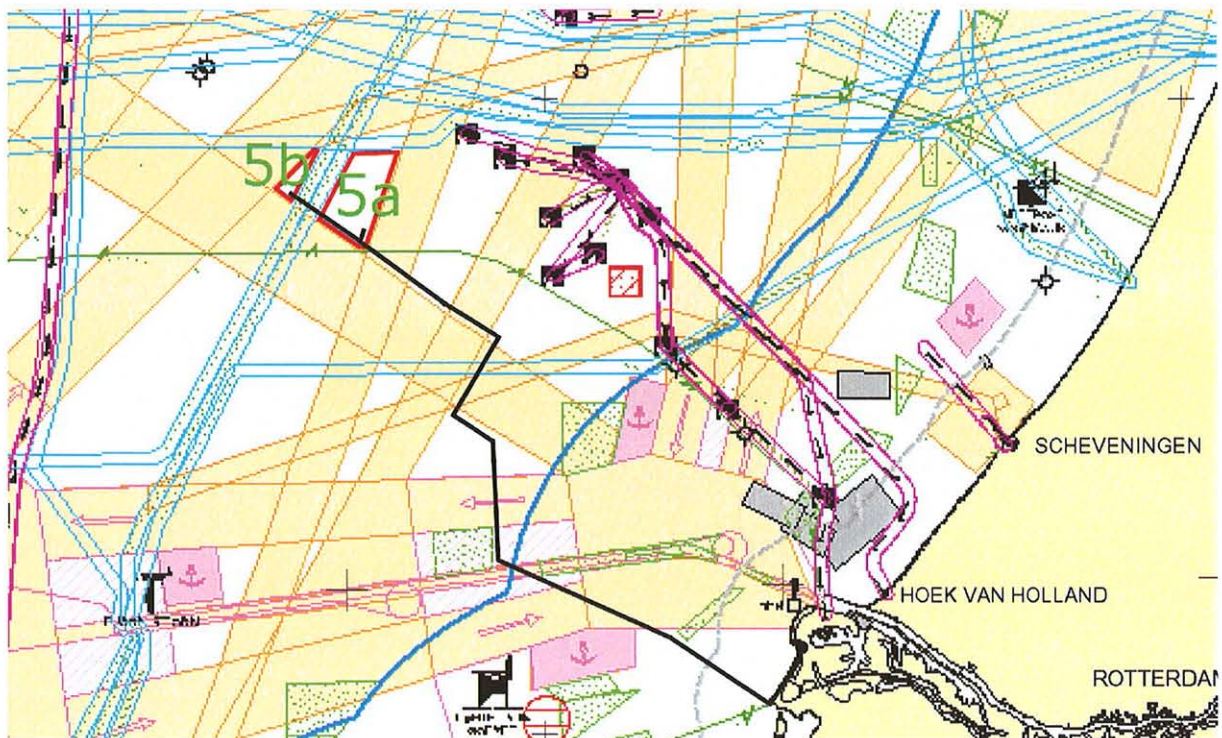 5b
5a
SCHEVENINGEN
HOEK VAN HOLLAND
ROTTERDAM